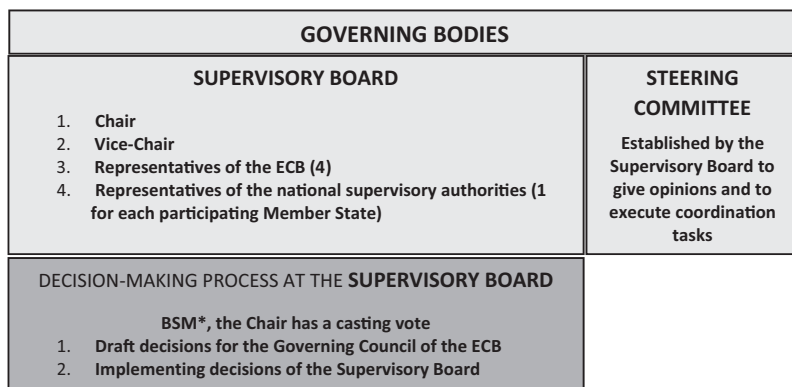 GOVERNING BODIES
SUPERVISORY BOARD
1. Chair
2. Vice-Chair
3. Representatives of the ECB (4)
4. Representatives of the national supervisory authorities (1
for each participating Member State)
STEERING
COMMITTEE
Established by the
Supervisory Board to
give opinions and to
execute coordination
tasks
DECISION-MAKING PROCESS AT THE SUPERVISORY BOARD
BSM*, the Chair has a casting vote
1. Draft decisions for the Governing Council of the ECB
2. Implementing decisions of the Supervisory Board